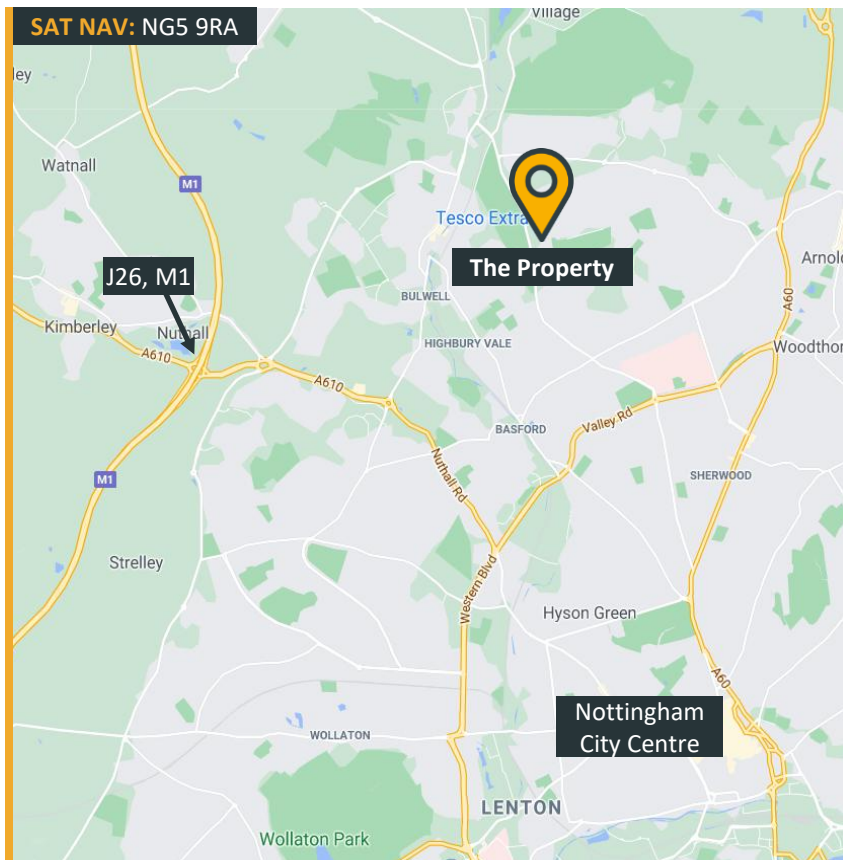 SAT NAV: NG5 9RA
Village
ley
Watnall
M1
Tesco Extra
The Property
Arnold
J26, M1
BULWELL
A60
Kimberley
Nuthall
HIGHBURY VALE
Woodthor
A610
A610
Valley Rd
BASFORD
Nuthall Rd
SHERWOOD
M1
Strelley
Western Blvd
Hyson Green
A60
Nottingham
City Centre
WOLLATON
LENTON
Wollaton Park